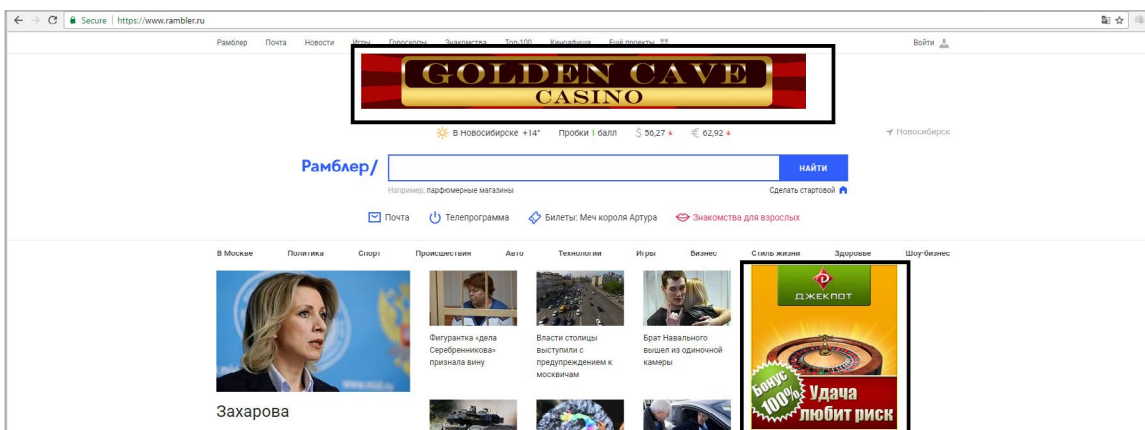 Secure | https://www.rambler.ru
Рамблер Почта Новости Игры Гороскопы Знакомства Топ-100 Киноафиша Ещё проекты Войти
GOLDEN CAVE
CASINO
В Новосибирске +14° Пробки 1 балл $ 56,27 € 62,92 Новосибирск
Рамблер/ НАЙТИ
Например, парфюмерные магазины Сделать стартовой
Почта Телепрограмма Билеты: Меч короля Артура Знакомства для взрослых
В Москве Политика Спорт Происшествия Авто Технологии Игры Бизнес Стиль жизни Здоровье Шоу-бизнес
Захарова
Фигурантка «дела
Серебренникова»
признала вину
Власти столицы
выступили с
предупреждением к
москвичам
Брат Навального
вышел из одиночной
камеры
ДЖЕКПОТ
Бонус
100%
Удача
любит риск